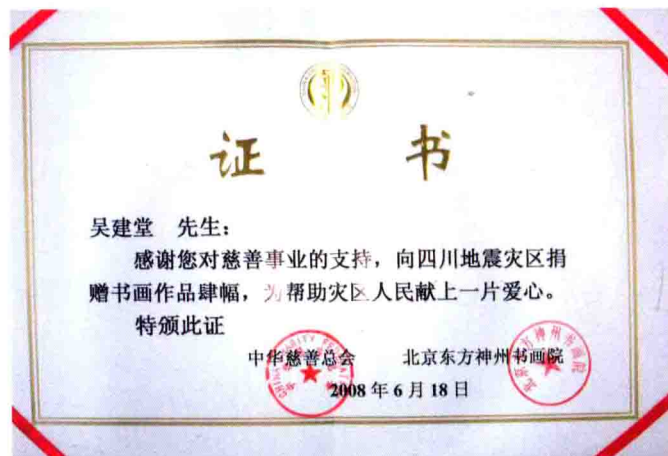 证 书
吴建堂 先生:
感谢您对慈善事业的支持,向四川地震灾区捐
赠书画作品肆幅,为帮助灾区人民献上一片爱心。
特颁此证
中华慈善总会 北京东方神州书画院
2008年6月18日